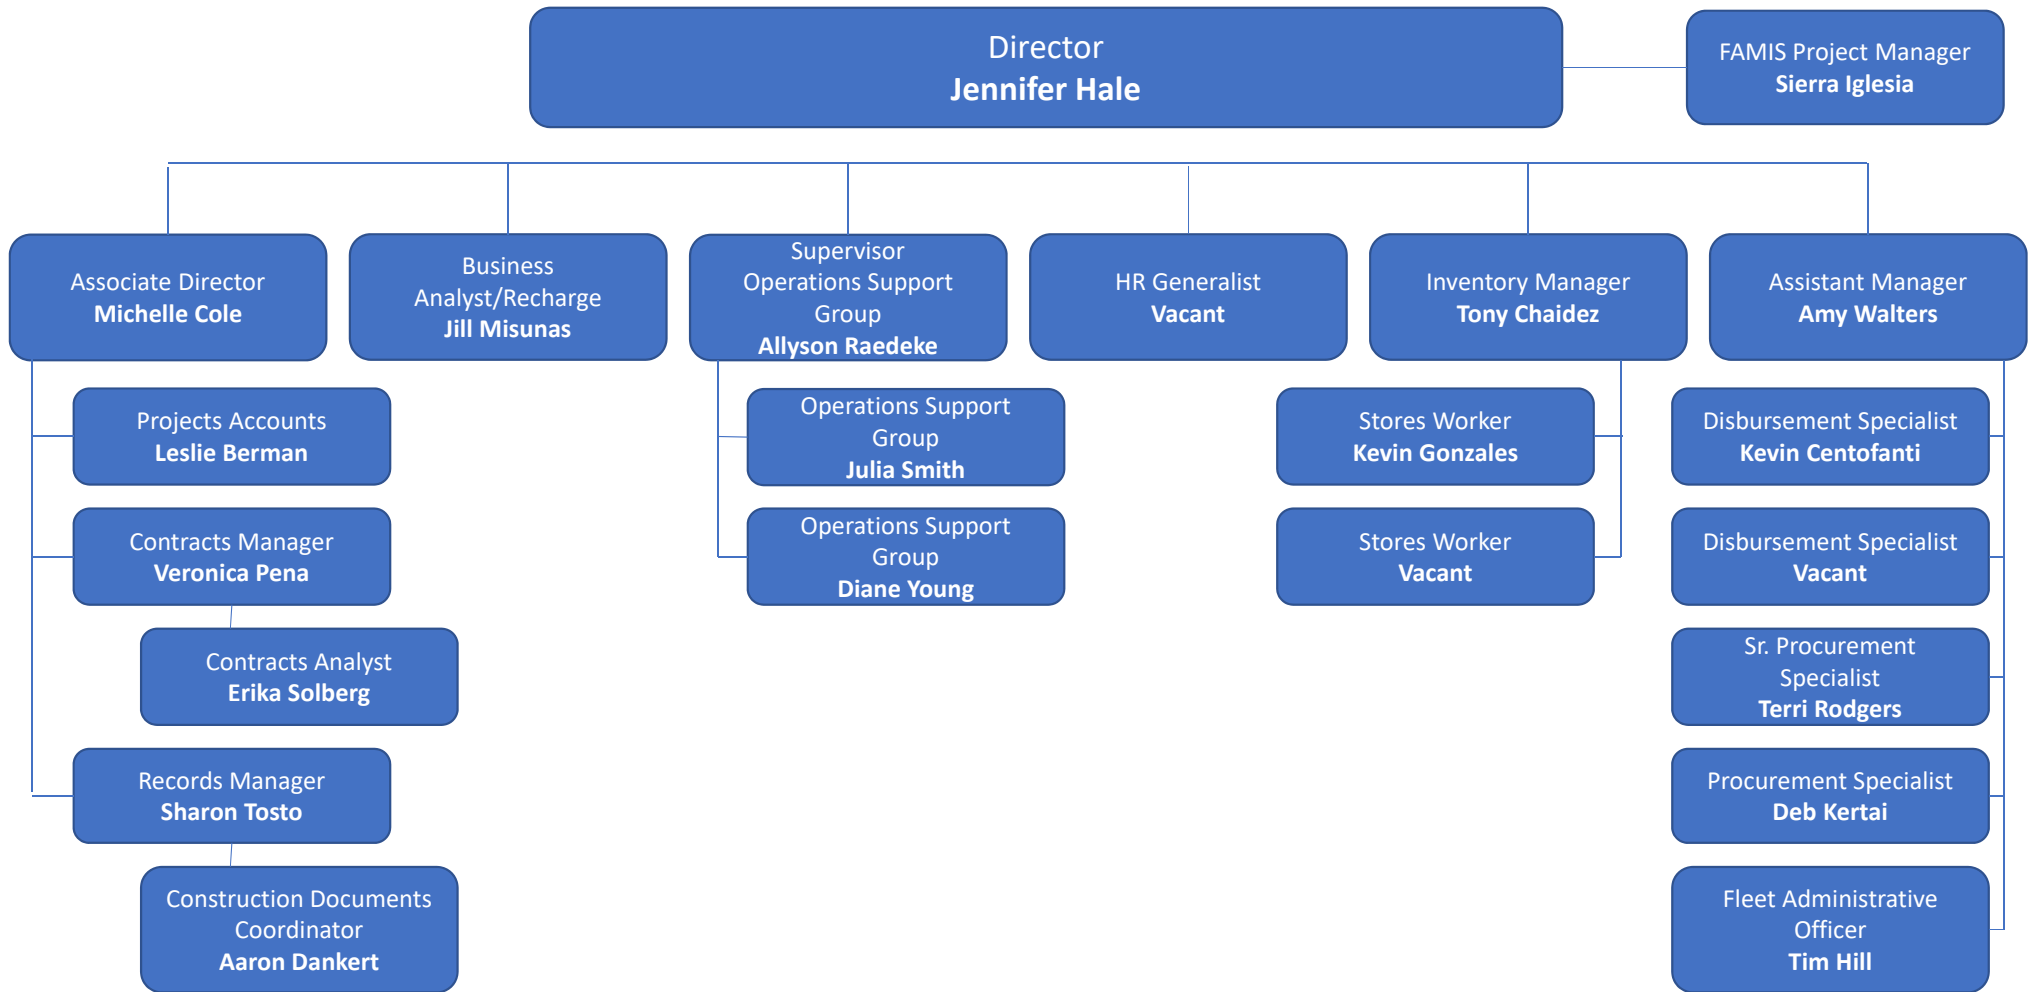 Director
Jennifer Hale
FAMIS Project Manager
Sierra Iglesia
Associate Director
Michelle Cole
Business
Analyst/Recharge
Jill Misunas
Supervisor
Operations Support
Group
Allyson Raedeke
HR Generalist
Vacant
Inventory Manager
Tony Chaidez
Assistant Manager
Amy Walters
Projects Accounts
Leslie Berman
Operations Support
Group
Julia Smith
Stores Worker
Kevin Gonzales
Disbursement Specialist
Kevin Centofanti
Contracts Manager
Veronica Pena
Operations Support
Group
Diane Young
Stores Worker
Vacant
Disbursement Specialist
Vacant
Contracts Analyst
Erika Solberg
Sr. Procurement
Specialist
Terri Rodgers
Records Manager
Sharon Tosto
Procurement Specialist
Deb Kertai
Construction Documents
Coordinator
Aaron Dankert
Fleet Administrative
Officer
Tim Hill